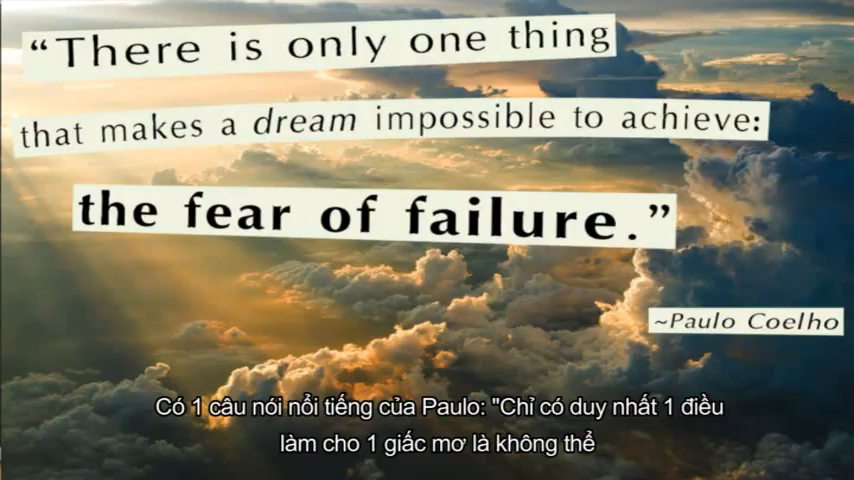 “There is only one thing
that makes a dream impossible to achieve:
the fear of failure.”
~Paulo Coelho
Có 1 câu nói nổi tiếng của Paulo: "Chỉ có duy nhất 1 điều
làm cho 1 giấc mơ là không thể